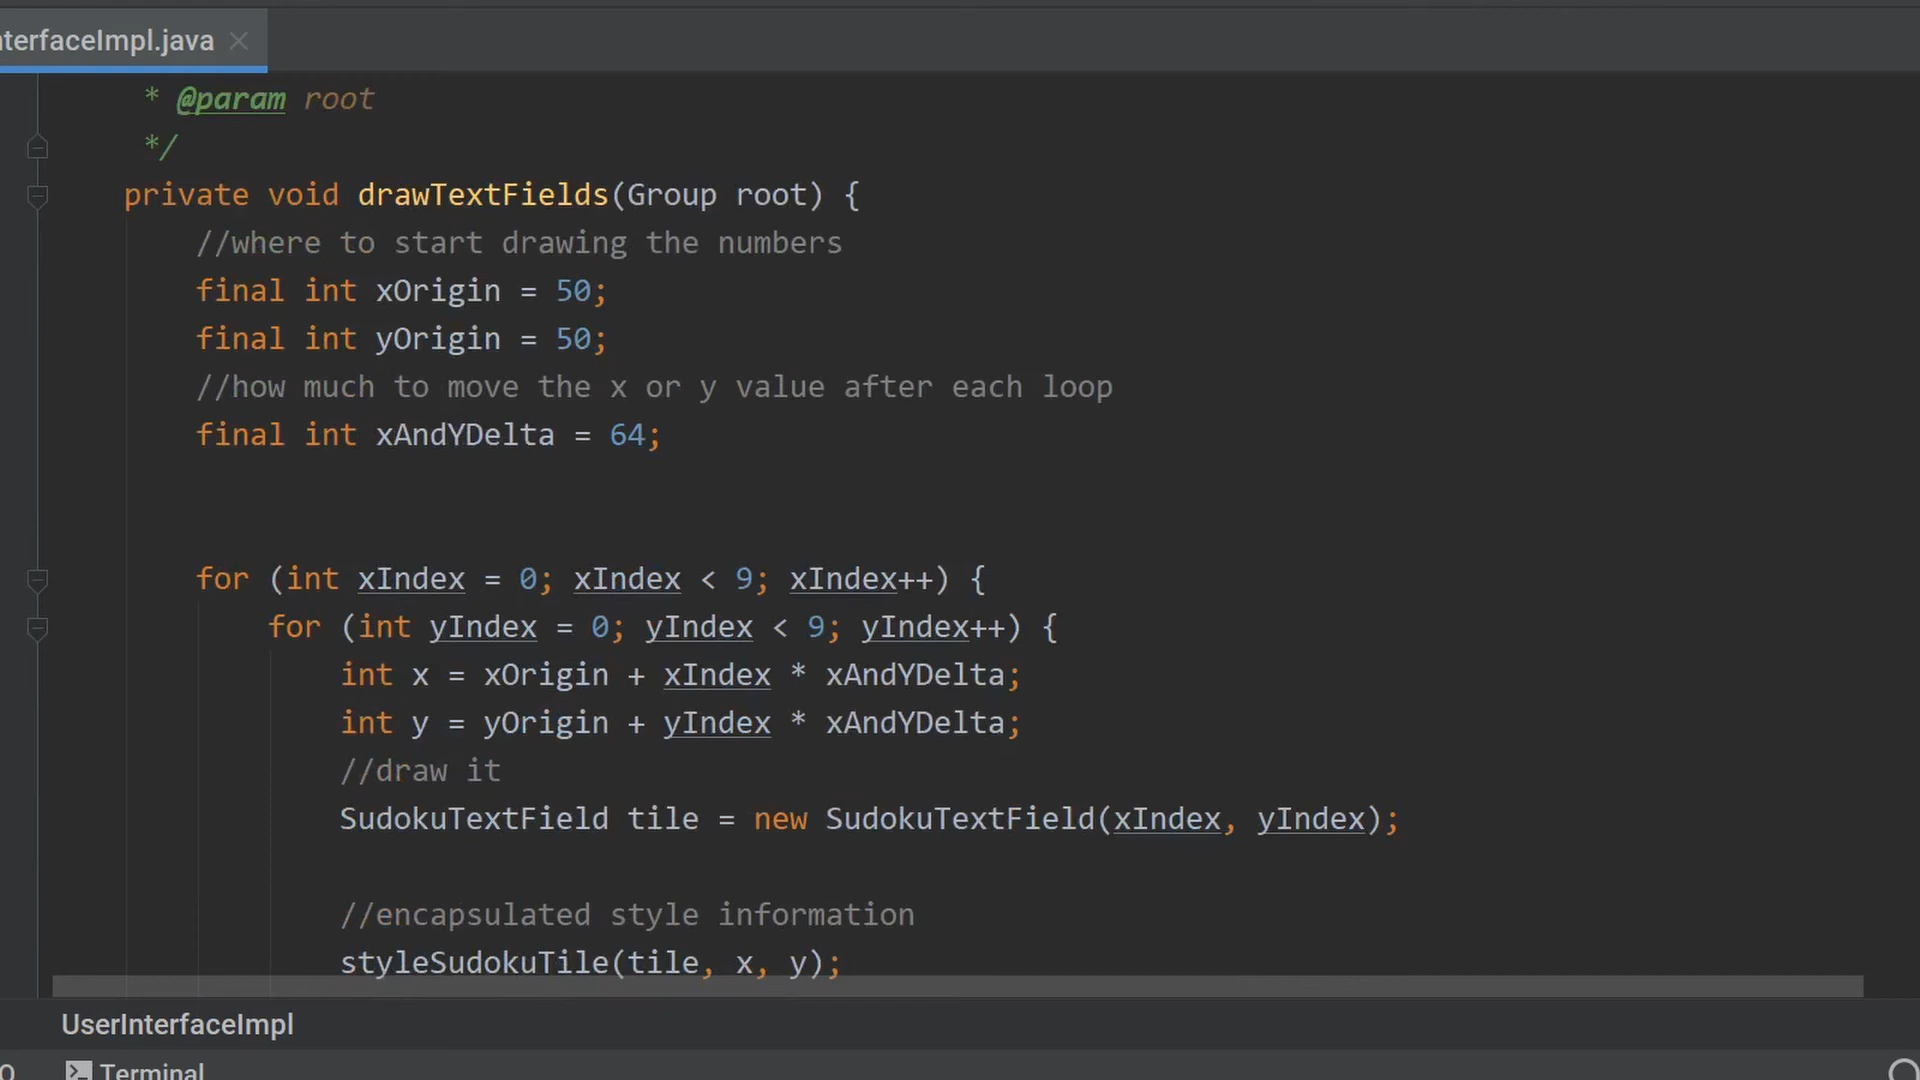 nterfaceImpl.java
* @param root
*/
private void drawTextFields(Group root) {
//where to start drawing the numbers
final int xOrigin = 50;
final int yOrigin = 50;
//how much to move the x or y value after each loop
final int xAndYDelta = 64;
for (int xIndex = 0; xIndex < 9; xIndex++) {
for (int yIndex = 0; yIndex < 9; yIndex++) {
int x = xOrigin + xIndex * xAndYDelta;
int y = yOrigin + yIndex * xAndYDelta;
//draw it
SudokuTextField tile = new SudokuTextField(xIndex, yIndex);
//encapsulated style information
styleSudokuTile(tile, x, y);
UserInterfaceImpl
Terminal